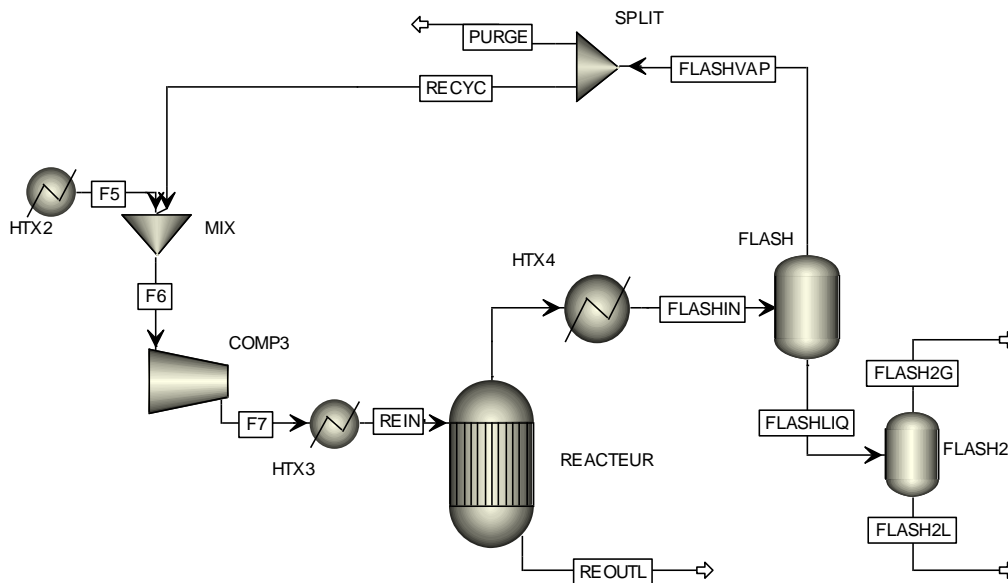 SPLIT
PURGE
FLASHVAP
RECYC
F5
HTX2
MIX
FLASH
HTX4
F6
FLASHIN
COMP3
FLASH2G
F7
REIN
FLASHLIQ
HTX3
REACTEUR
FLASH2
FLASH2L
REOUTL